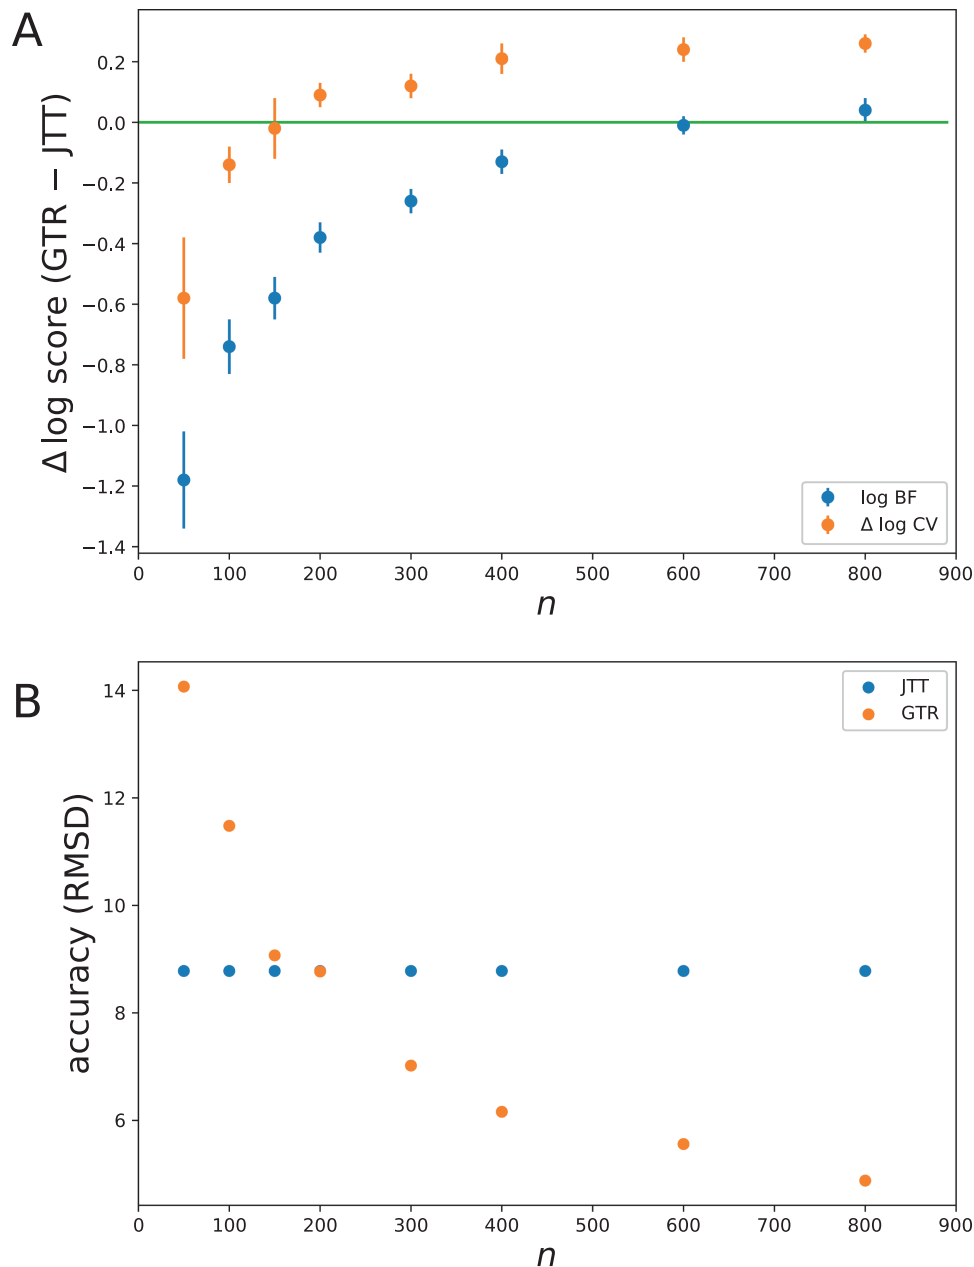 A
Δ log score (GTR − JTT)
0.2
0.0
−0.2
−0.4
−0.6
−0.8
−1.0
−1.2
−1.4
log BF
Δ log CV
0 100 200 300 400 500 600 700 800 900
n
B
accuracy (RMSD)
14
12
10
8
6
JTT
GTR
0 100 200 300 400 500 600 700 800 900
n